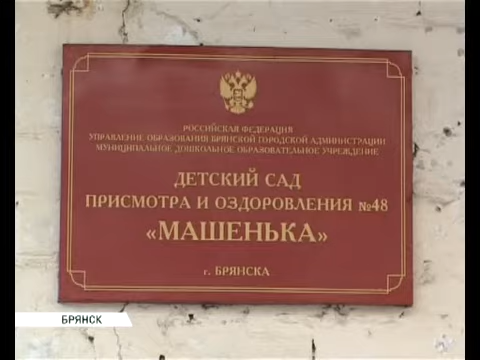 РОССИЙСКАЯ ФЕДЕРАЦИЯ
УПРАВЛЕНИЕ ОБРАЗОВАНИЯ БРЯНСКОЙ ГОРОДСКОЙ АДМИНИСТРАЦИИ
МУНИЦИПАЛЬНОЕ ДОШКОЛЬНОЕ ОБРАЗОВАТЕЛЬНОЕ УЧРЕЖДЕНИЕ
ДЕТСКИЙ САД
ПРИСМОТРА И ОЗДОРОВЛЕНИЯ №48
«МАШЕНЬКА»
г. БРЯНСКА
БРЯНСК